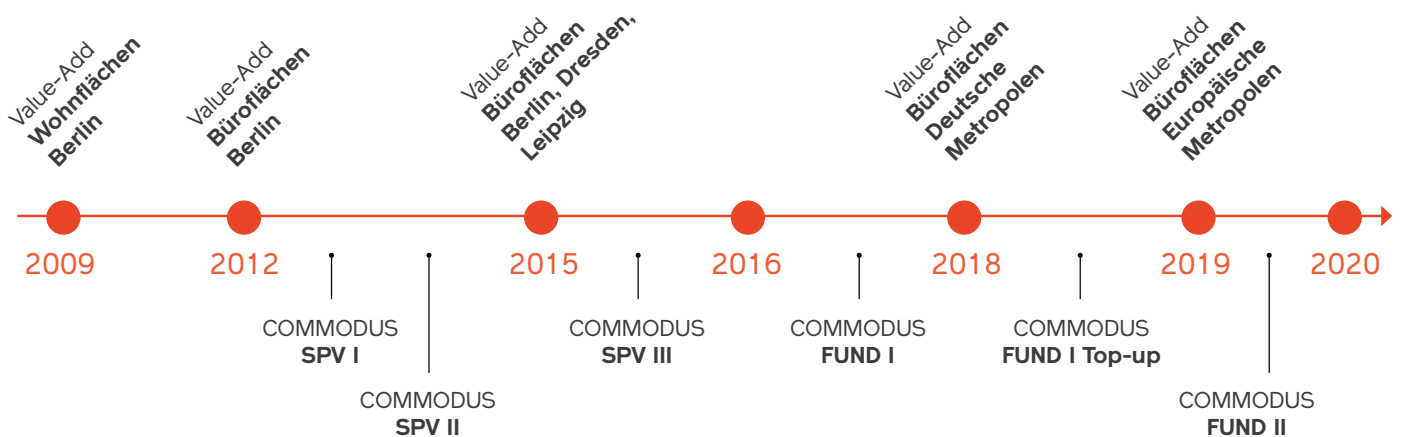 Value-Add
Wohnflächen
Berlin
Value-Add
Büroflächen
Berlin
Value-Add
Büroflächen
Berlin, Dresden,
Leipzig
Value-Add
Büroflächen
Deutsche
Metropolen
Value-Add
Büroflächen
Europäische
Metropolen
2009
2012
2015
2016
2018
2019
2020
COMMODUS
SPV I
COMMODUS
SPV II
COMMODUS
SPV III
COMMODUS
FUND I
COMMODUS
FUND I Top-up
COMMODUS
FUND II